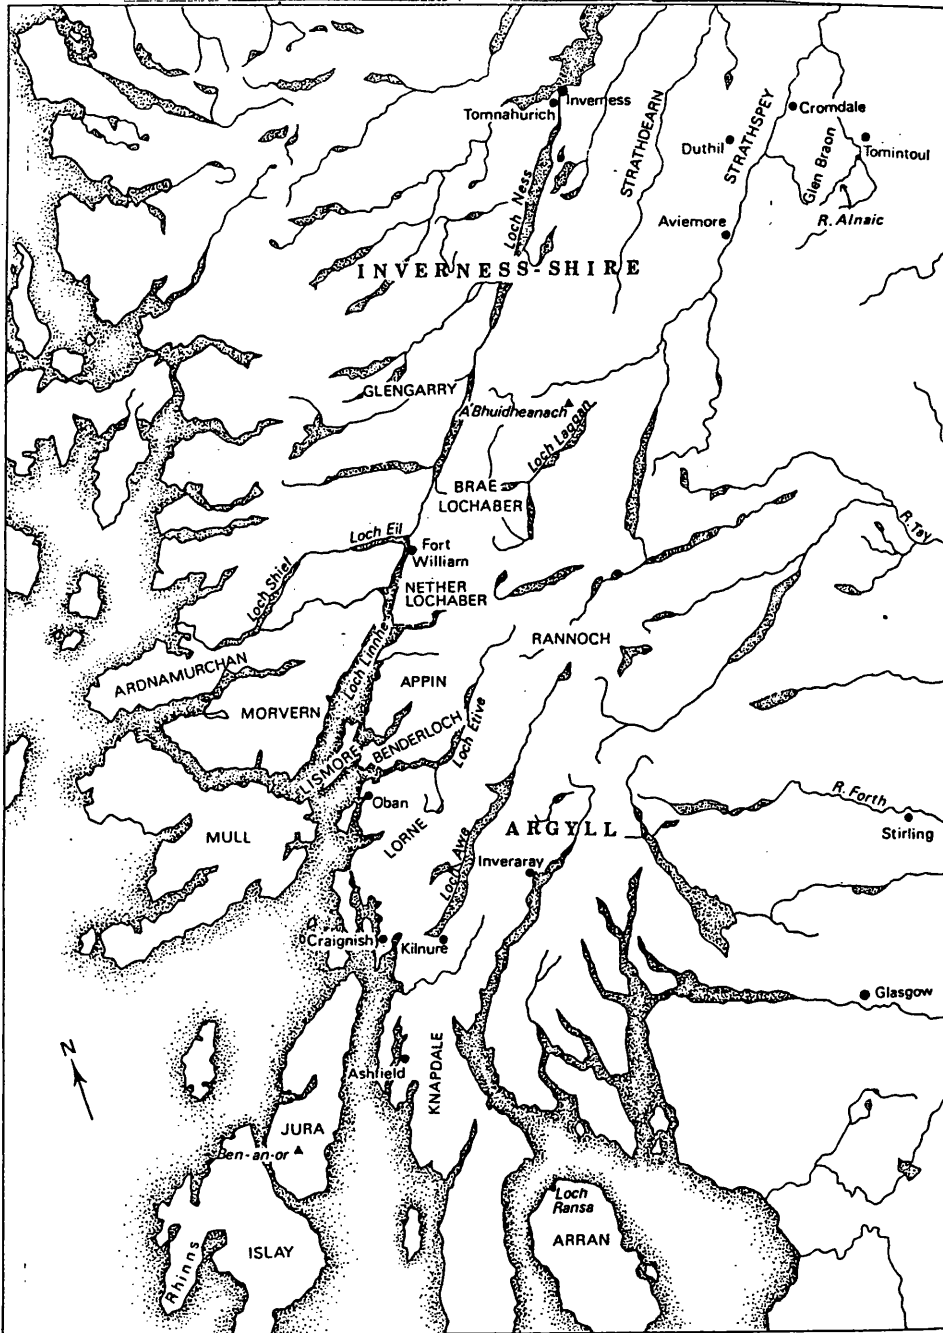 Inverness
Tomnahurich
Cromdale
Duthil
STRATHDEARN
STRATHSPEY
Glen Braon
Tomintoul
R. Alnaic
Aviemore
Loch Ness
INVERNESS-SHIRE
GLENGARRY
A'Bhuidheanach
Loch Laggan
BRAE
LOCHABER
R. Tay
Loch Eil
Fort
William
Loch Shiel
NETHER
LOCHABER
RANNOCH
Loch Linnhe
ARDNAMURCHAN
APPIN
MORVERN
LISMORE
BENDERLOCH
Loch Etive
Oban
R. Forth
Stirling
MULL
LORNE
ARGYLL
Loch Awe
Inveraray
Craignish
Kilnure
Glasgow
N
Ashfield
KNAPDALE
JURA
Ben-an-or
Loch
Ransa
ARRAN
ISLAY
Rhinns